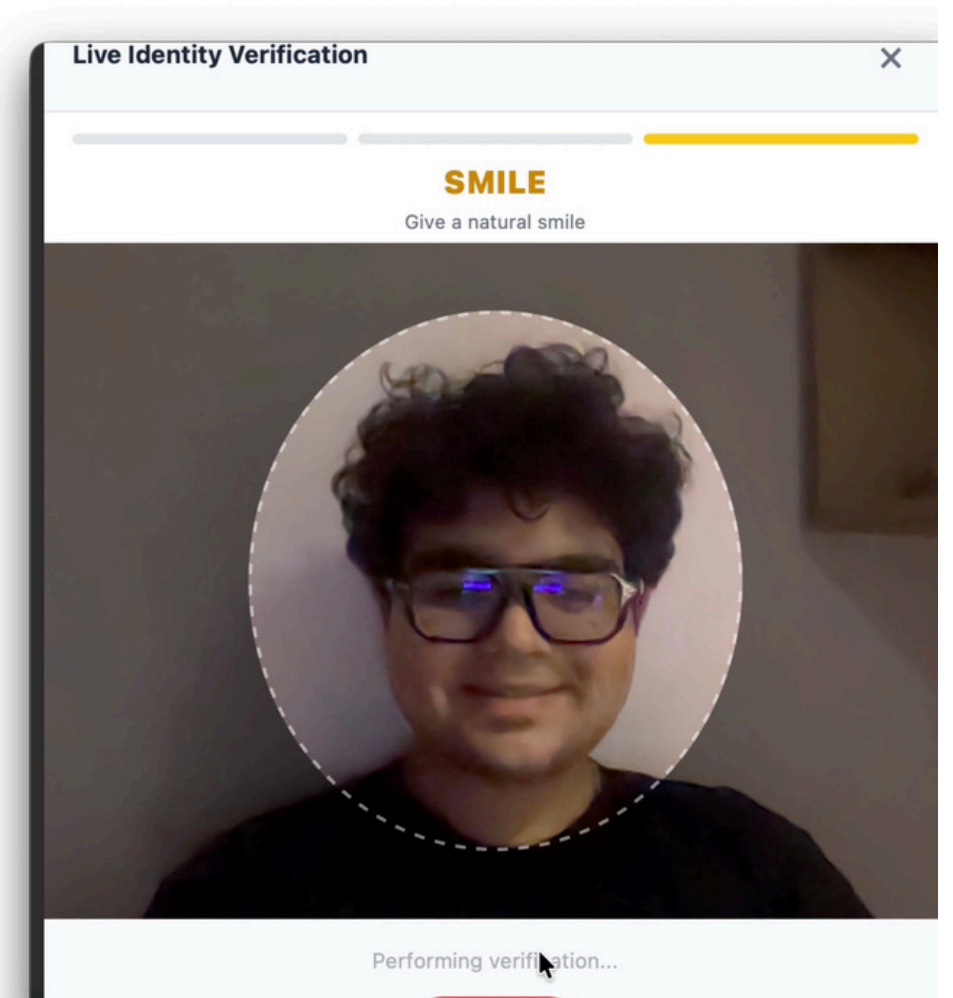 Live Identity Verification
SMILE
Give a natural smile
Performing verification...